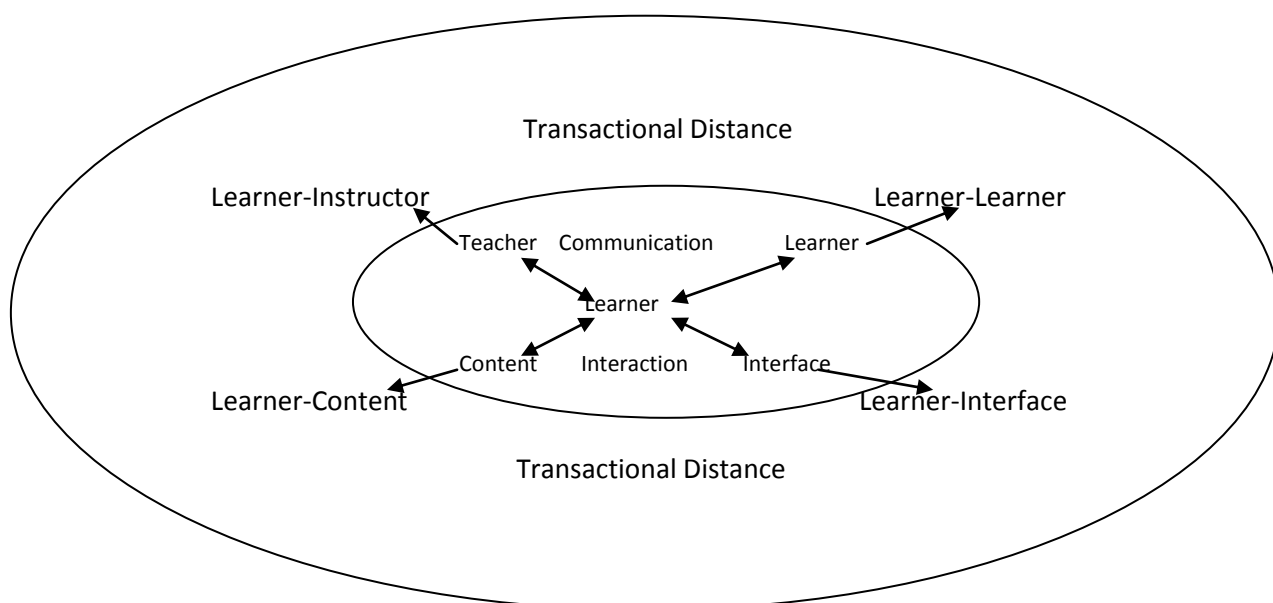 Transactional Distance
Learner-Instructor Learner-Learner
Teacher Communication Learner
Learner
Content Interaction Interface
Learner-Content Learner-Interface
Transactional Distance